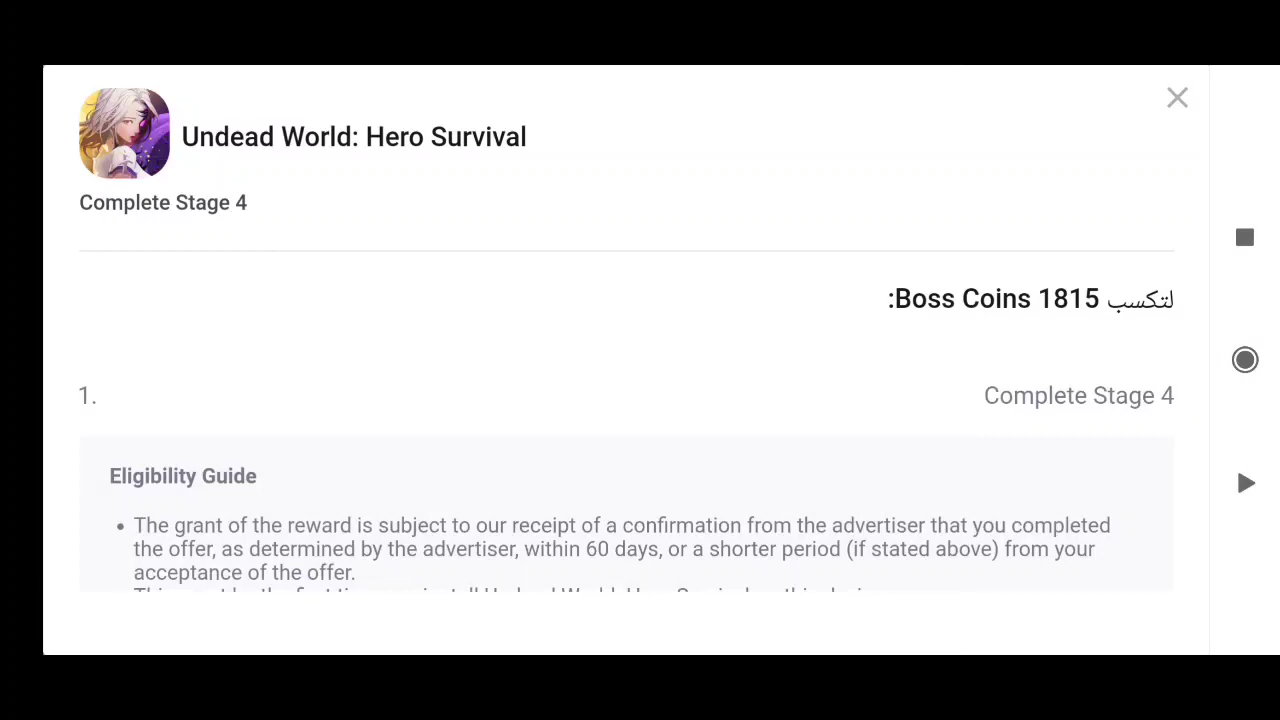 Undead World: Hero Survival
Complete Stage 4
لتكسب 1815 Boss Coins:
1. Complete Stage 4
Eligibility Guide
• The grant of the reward is subject to our receipt of a confirmation from the advertiser that you completed
the offer, as determined by the advertiser, within 60 days, or a shorter period (if stated above) from your
acceptance of the offer.